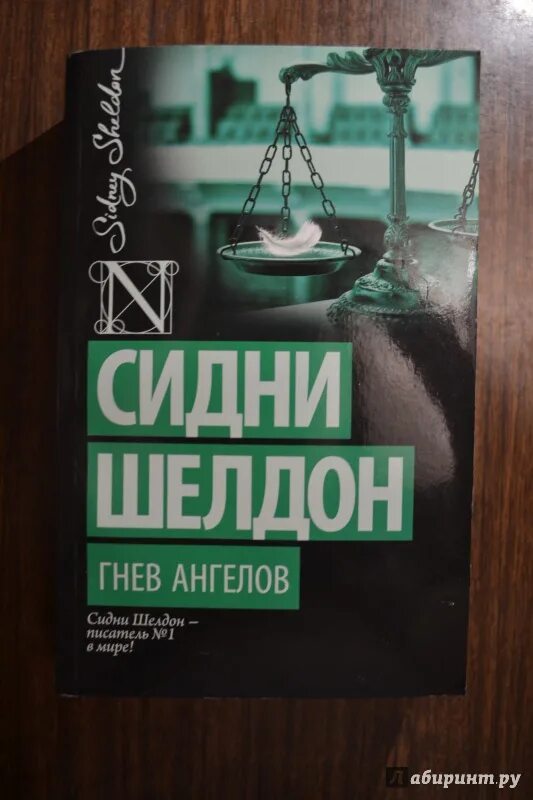 Sidney Sheldon
N
СИДНИ
ШЕЛДОН
ГНЕВ АНГЕЛОВ
Сидни Шелдон –
писатель №1
в мире!
Лабиринт.ру